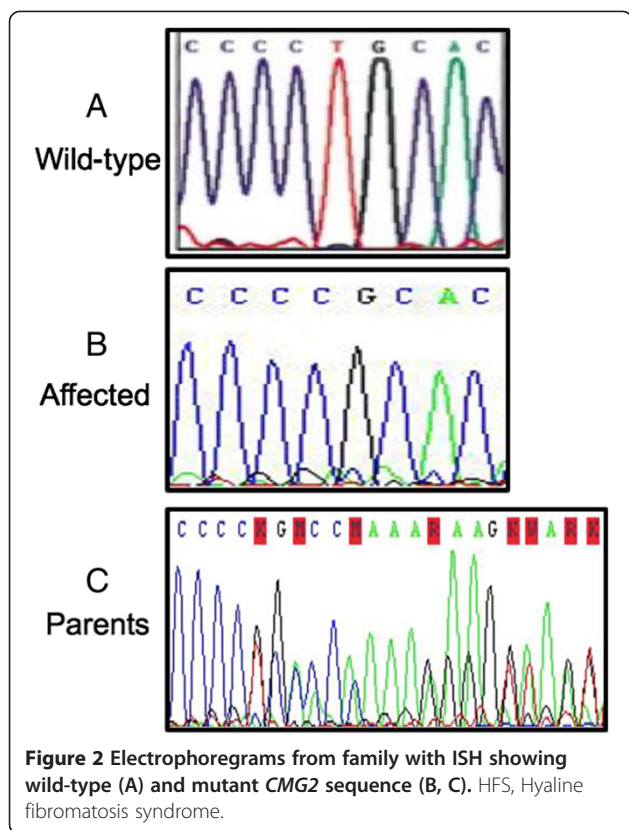 C C C C T G C A C
A
Wild-type
C C C C G C A C
B
Affected
C C C C K G M C C M A A A R A A G K W A R K
C
Parents
Figure 2 Electrophoregrams from family with ISH showing
wild-type (A) and mutant CMG2 sequence (B, C). HFS, Hyaline
fibromatosis syndrome.